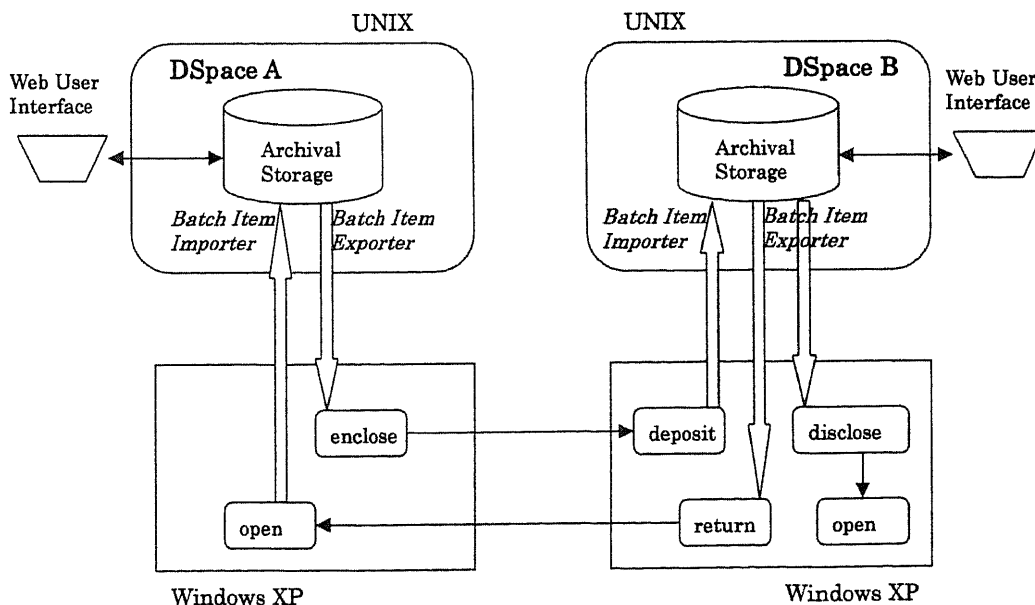 UNIX
UNIX
DSpace A
DSpace B
Web User
Interface
Web User
Interface
Archival
Storage
Archival
Storage
Batch Item
Importer
Batch Item
Exporter
Batch Item
Importer
Batch Item
Exporter
enclose
deposit
disclose
open
return
open
Windows XP
Windows XP